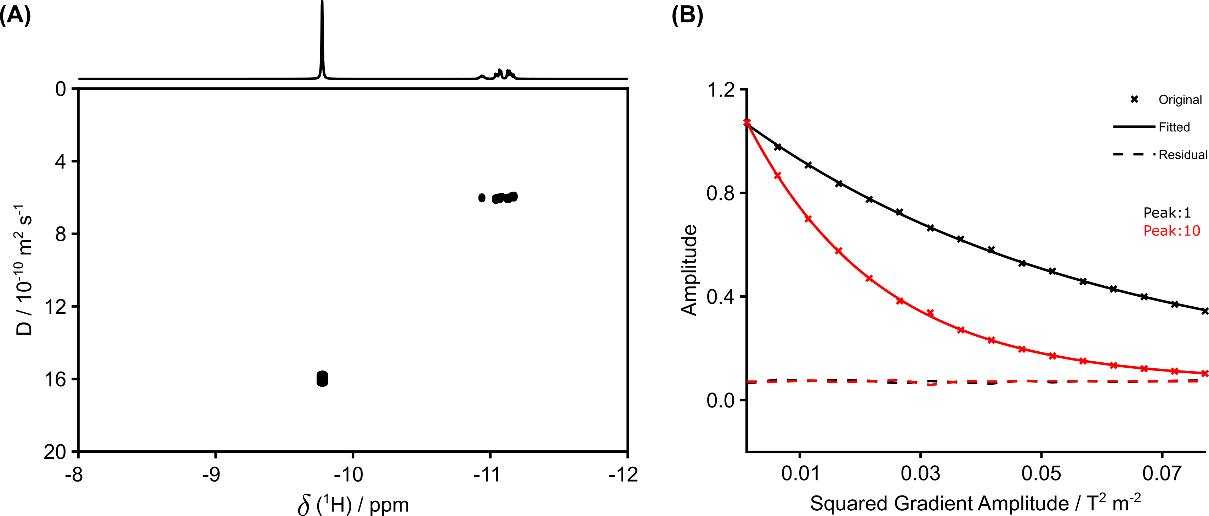 (A)
0
4
8
12
16
20
D / 10⁻¹⁰ m² s⁻¹
-8
-9
-10
-11
-12
δ (¹H) / ppm
(B)
1.2
0.8
0.4
0.0
Amplitude
Original
Fitted
Residual
Peak:1
Peak:10
0.01
0.03
0.05
0.07
Squared Gradient Amplitude / T² m⁻²